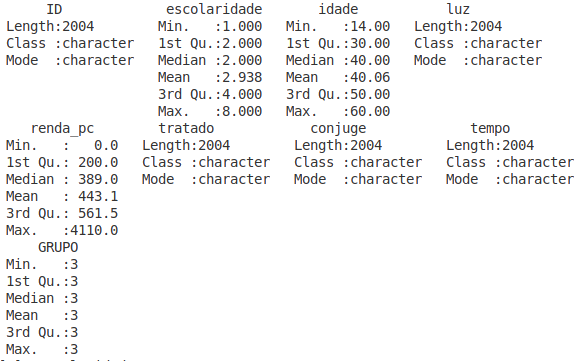 ID escolaridade idade luz
Length:2004 Min. :1.000 Min. :14.00 Length:2004
Class :character 1st Qu.:2.000 1st Qu.:30.00 Class :character
Mode :character Median :2.000 Median :40.00 Mode :character
Mean :2.938 Mean :40.06
3rd Qu.:4.000 3rd Qu.:50.00
Max. :8.000 Max. :60.00
renda_pc tratado conjuge tempo
Min. : 0.0 Length:2004 Length:2004 Length:2004
1st Qu.: 200.0 Class :character Class :character Class :character
Median : 389.0 Mode :character Mode :character Mode :character
Mean : 443.1
3rd Qu.: 561.5
Max. :4110.0
GRUPO
Min. :3
1st Qu.:3
Median :3
Mean :3
3rd Qu.:3
Max. :3